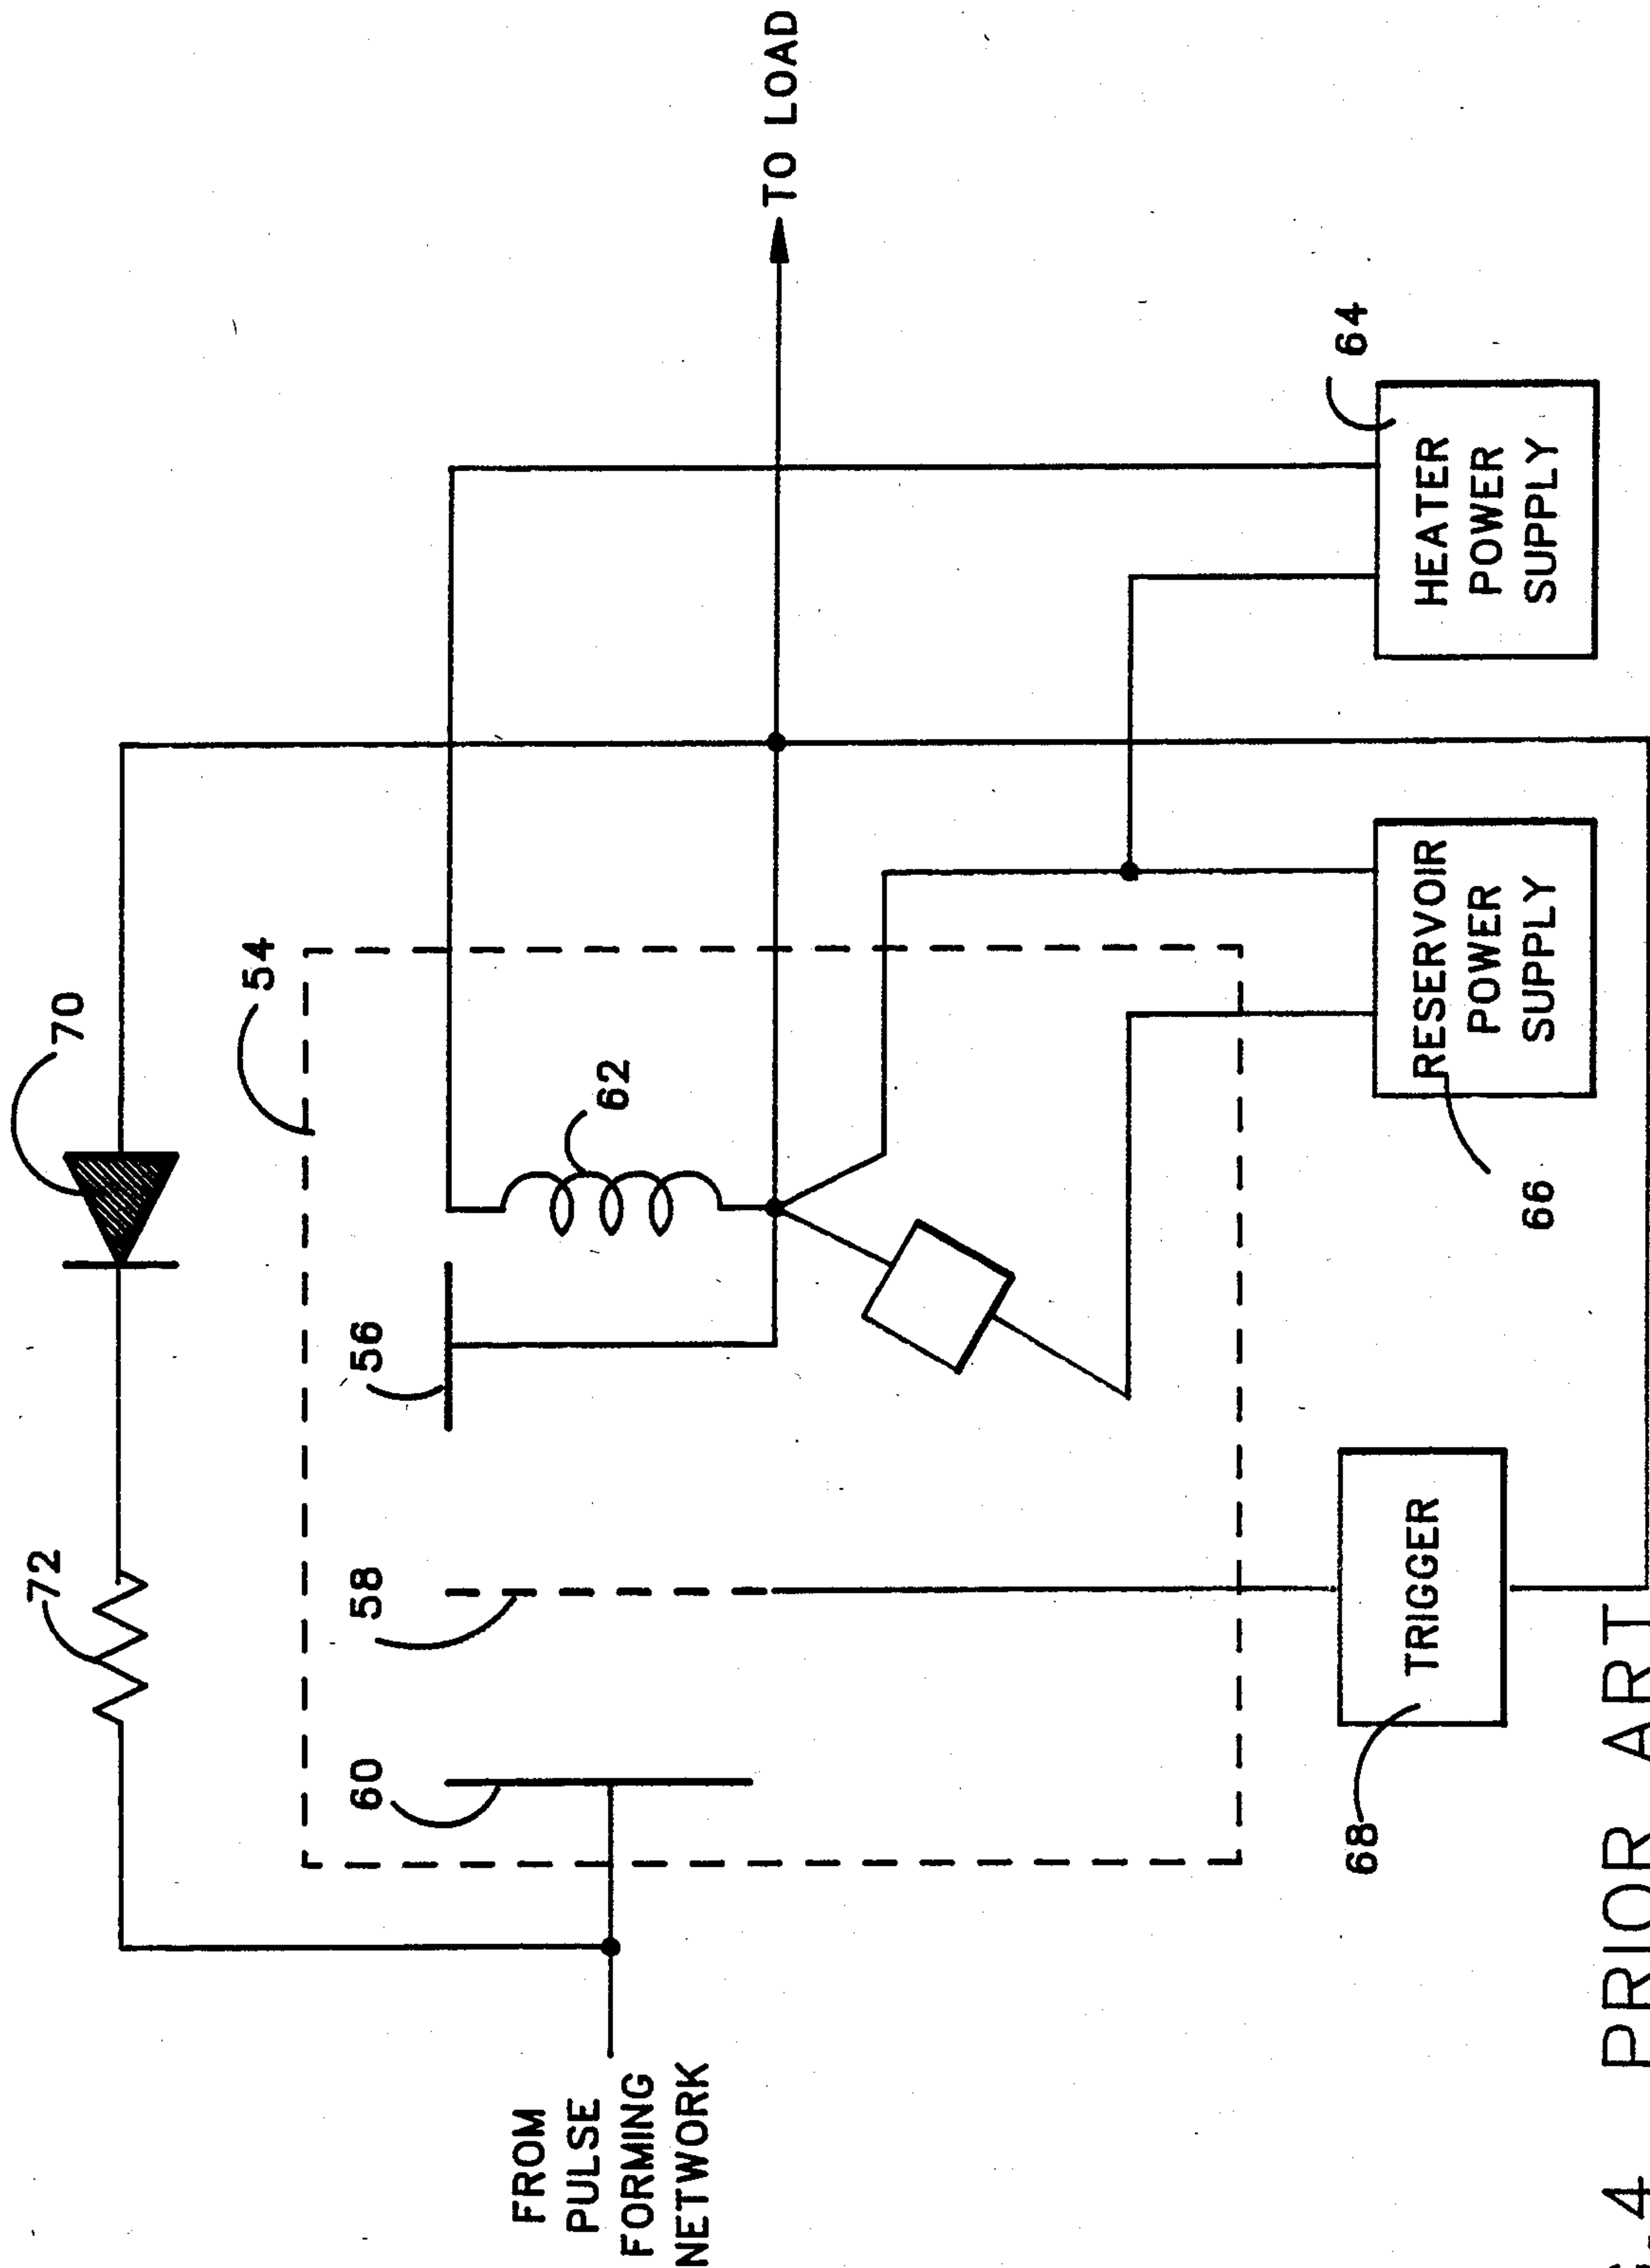 70
72
54
62
56
58
60
FROM
PULSE
FORMING
NETWORK
TO LOAD
64
HEATER
POWER
SUPPLY
RESERVOIR
POWER
SUPPLY
66
TRIGGER
68
4 PRIOR ART